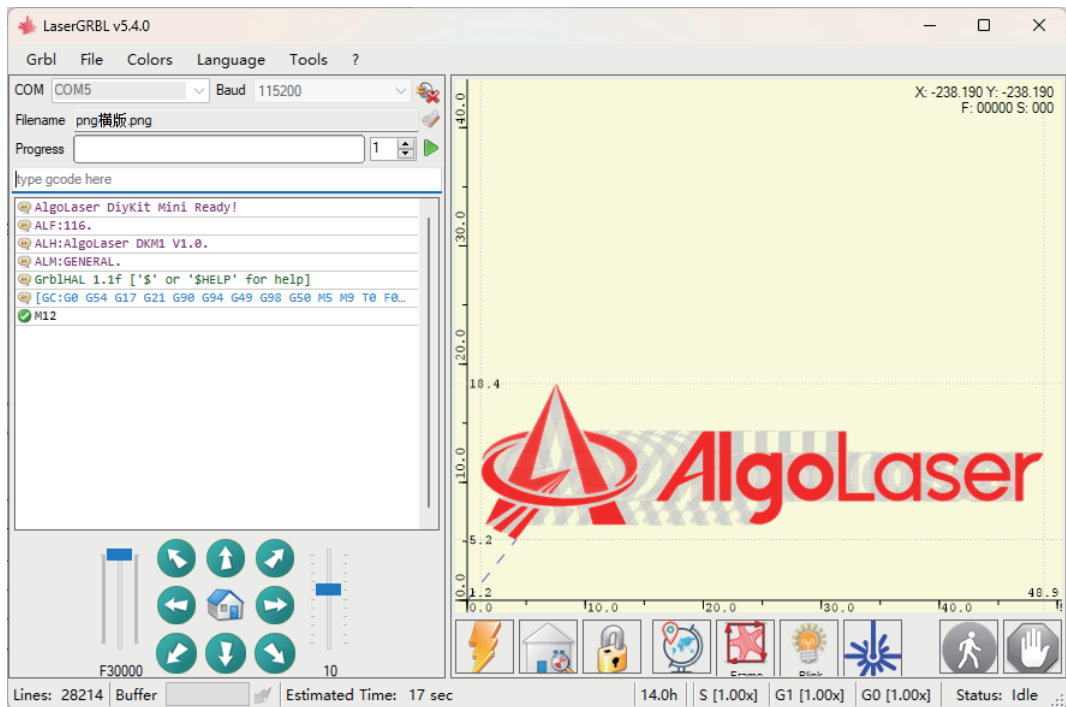 LaserGRBL v5.4.0
Grbl File Colors Language Tools ?
COM COM5 Baud 115200
Filename png横版.png
Progress 1
type gcode here
AlgoLaser DiyKit Mini Ready!
ALF:116.
ALH:AlgoLaser DKM1 V1.0.
ALM:GENERAL.
GrblHAL 1.1f ['$' or '$HELP' for help]
[GC:G0 G54 G17 G21 G90 G94 G49 G98 G50 M5 M9 T0 F0…
M12
F30000
10
X: -238.190 Y: -238.190
F: 00000 S: 000
40.0
30.0
20.0
18.4
10.0
AlgoLaser
5.2
0.0
1.2
48.9
0.0 10.0 20.0 30.0 40.0
Frame Blink
Lines: 28214 Buffer Estimated Time: 17 sec 14.0h S [1.00x] G1 [1.00x] G0 [1.00x] Status: Idle